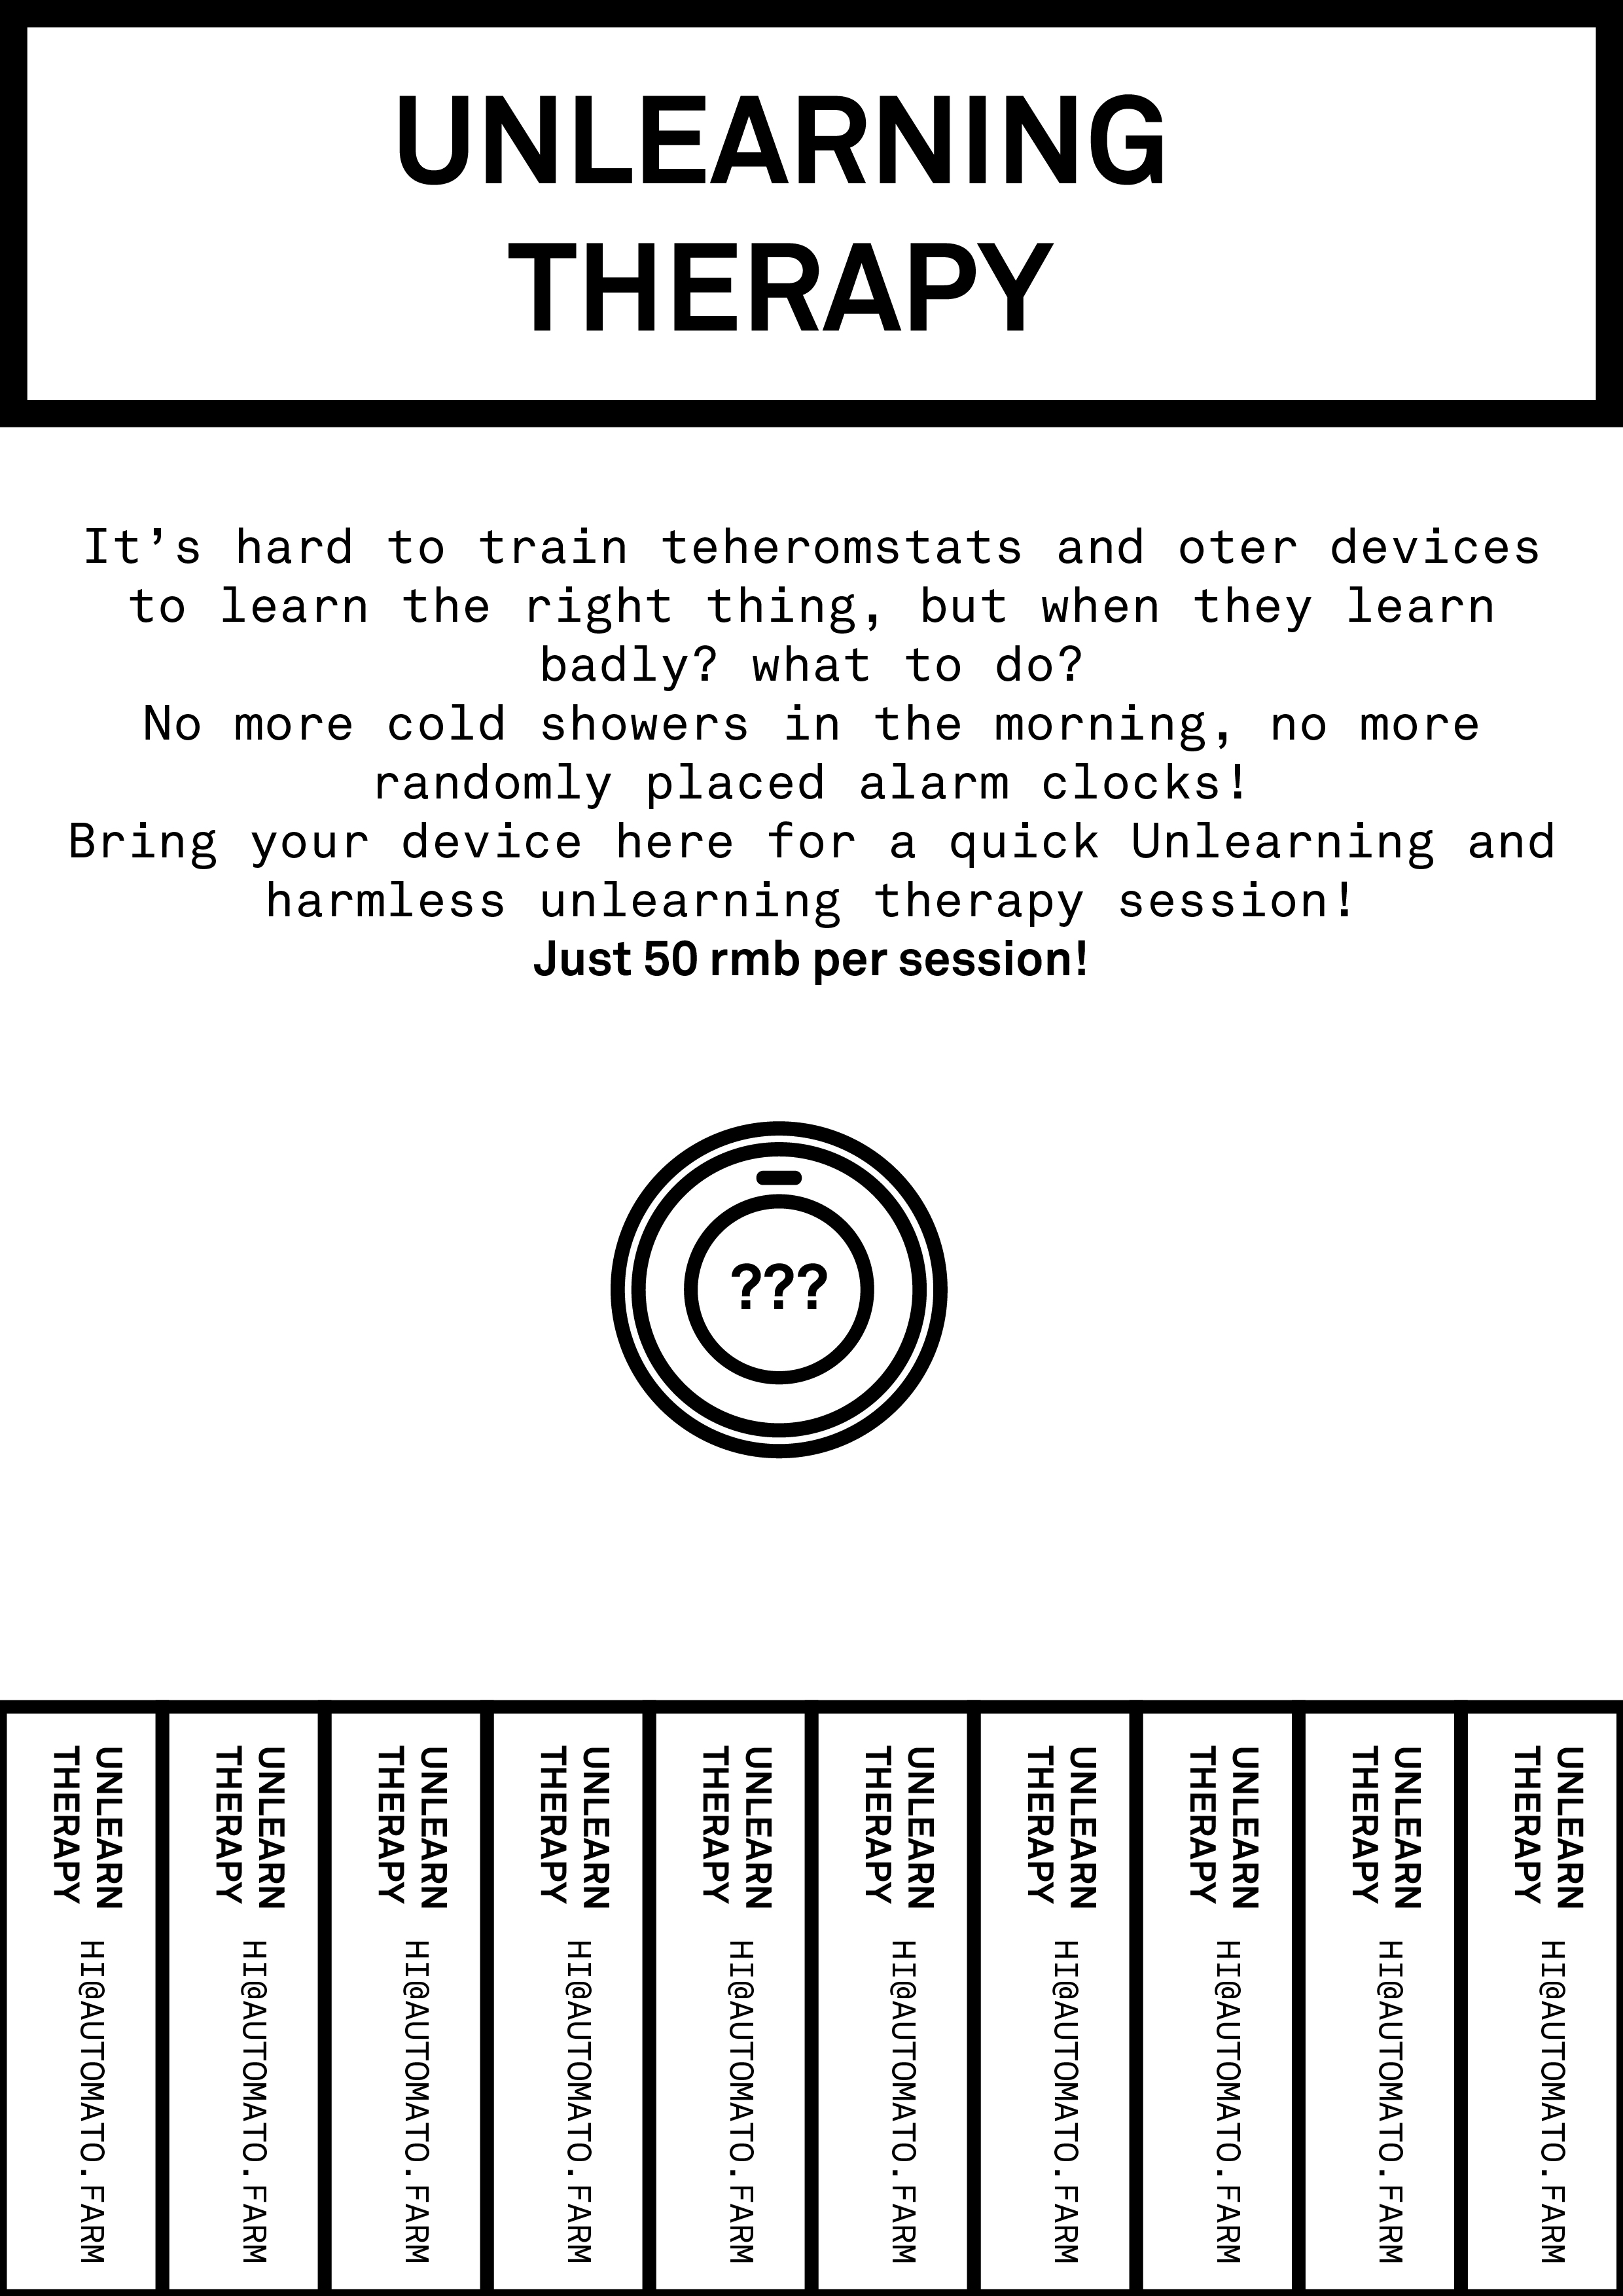 UNLEARNING
THERAPY
It's hard to train teheromstats and oter devices
to learn the right thing, but when they learn
badly? what to do?
No more cold showers in the morning, no more
randomly placed alarm clocks!
Bring your device here for a quick Unlearning and
harmless unlearning therapy session!
Just 50 rmb per session!
???
UNLEARN
THERAPY
HI@AUTOMATO.FARM
UNLEARN
THERAPY
HI@AUTOMATO.FARM
UNLEARN
THERAPY
HI@AUTOMATO.FARM
UNLEARN
THERAPY
HI@AUTOMATO.FARM
UNLEARN
THERAPY
HI@AUTOMATO.FARM
UNLEARN
THERAPY
HI@AUTOMATO.FARM
UNLEARN
THERAPY
HI@AUTOMATO.FARM
UNLEARN
THERAPY
HI@AUTOMATO.FARM
UNLEARN
THERAPY
HI@AUTOMATO.FARM
UNLEARN
THERAPY
HI@AUTOMATO.FARM